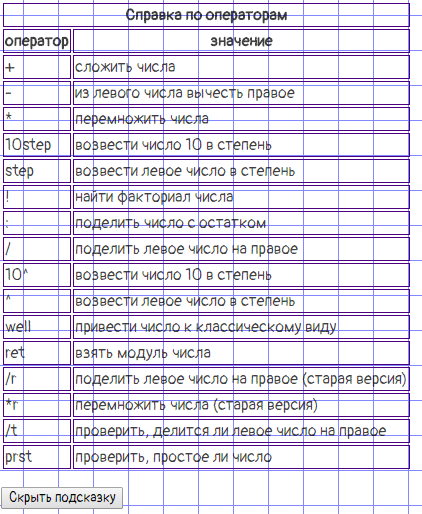 Справка по операторам
оператор значение
+ сложить числа
- из левого числа вычесть правое
* перемножить числа
10step возвести число 10 в степень
step возвести левое число в степень
! найти факториал числа
: поделить число с остатком
/ поделить левое число на правое
10^ возвести число 10 в степень
^ возвести левое число в степень
well привести число к классическому виду
ret взять модуль числа
/r поделить левое число на правое (старая версия)
*r перемножить числа (старая версия)
/t проверить, делится ли левое число на правое
prst проверить, простое ли число
Скрыть подсказку